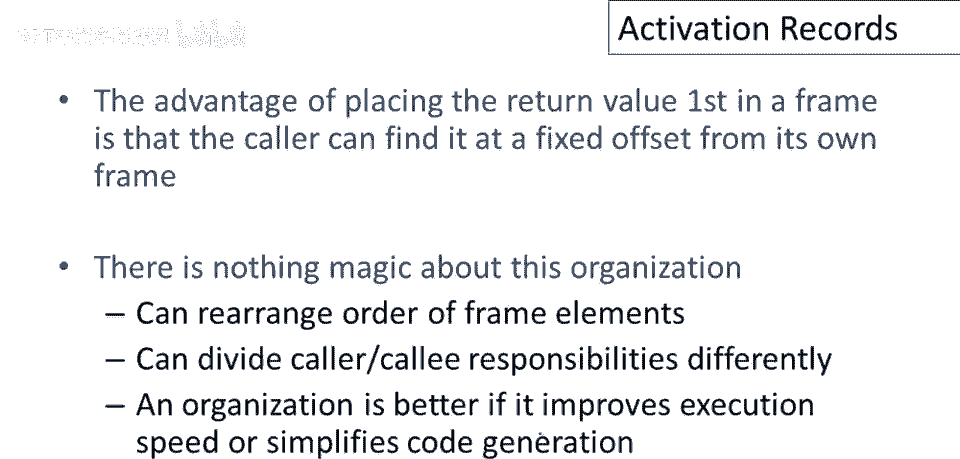 Activation Records
• The advantage of placing the return value 1st in a frame
is that the caller can find it at a fixed offset from its own
frame
• There is nothing magic about this organization
– Can rearrange order of frame elements
– Can divide caller/callee responsibilities differently
– An organization is better if it improves execution
speed or simplifies code generation